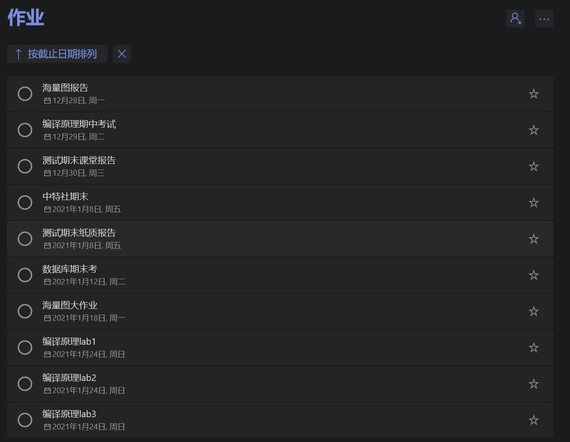 作业
按截止日期排列
海量图报告
12月28日, 周一
编译原理期中考试
12月29日, 周二
测试期末课堂报告
12月30日, 周三
中特社期末
2021年1月8日, 周五
测试期末纸质报告
2021年1月8日, 周五
数据库期末考
2021年1月12日, 周二
海量图大作业
2021年1月18日, 周一
编译原理lab1
2021年1月24日, 周日
编译原理lab2
2021年1月24日, 周日
编译原理lab3
2021年1月24日, 周日